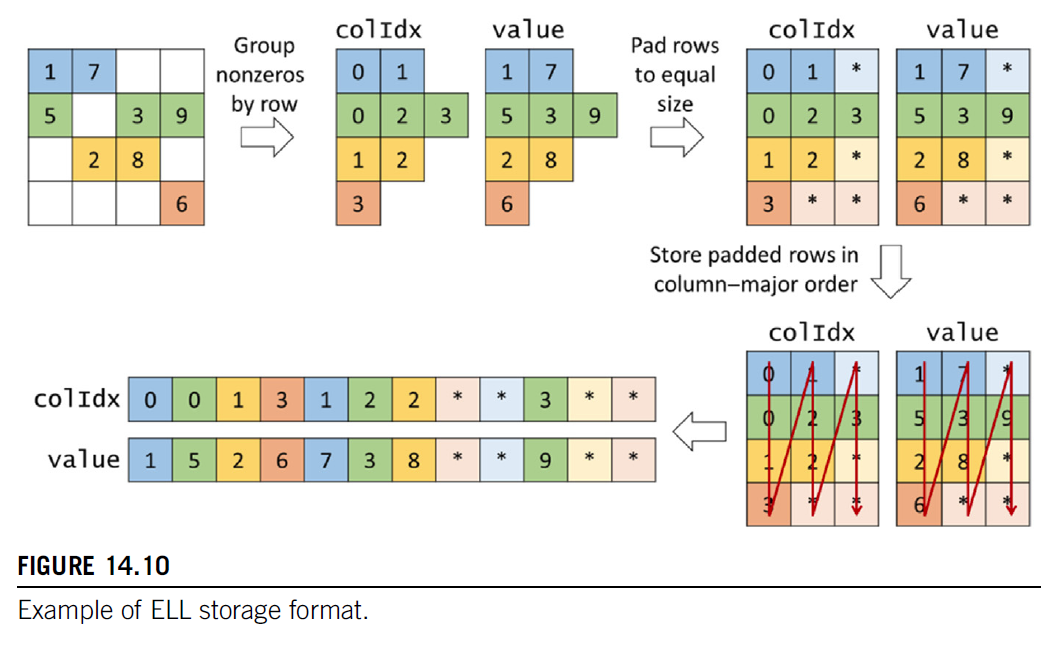 Group
nonzeros
by row
colIdx
value
Pad rows
to equal
size
colIdx
value
1 7
5 3 9
2 8
6
0 1
0 2 3
1 2
3
1 7
5 3 9
2 8
6
0 1 *
0 2 3
1 2 *
3 * *
1 7 *
5 3 9
2 8 *
6 * *
Store padded rows in
column–major order
colIdx
value
0 1 *
0 2 3
1 2 *
3 * *
1 7 *
5 3 9
2 8 *
6 * *
colIdx 0 0 1 3 1 2 2 * * 3 * *
value 1 5 2 6 7 3 8 * * 9 * *
FIGURE 14.10
Example of ELL storage format.